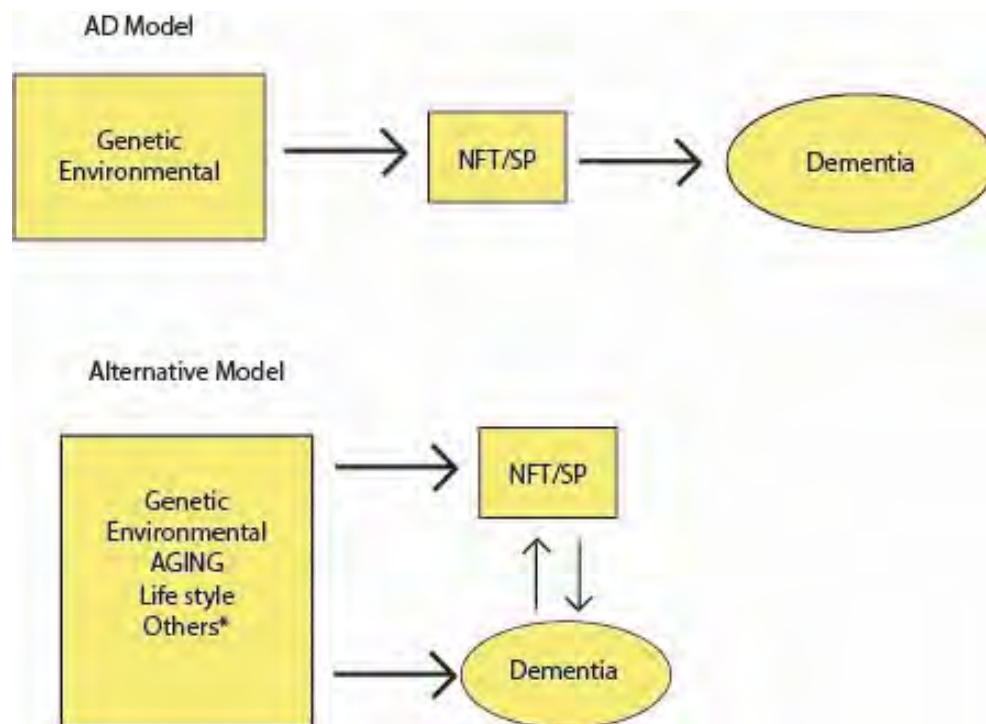 AD Model
Genetic
Environmental
NFT/SP
Dementia
Alternative Model
Genetic
Environmental
AGING
Life style
Others*
NFT/SP
Dementia